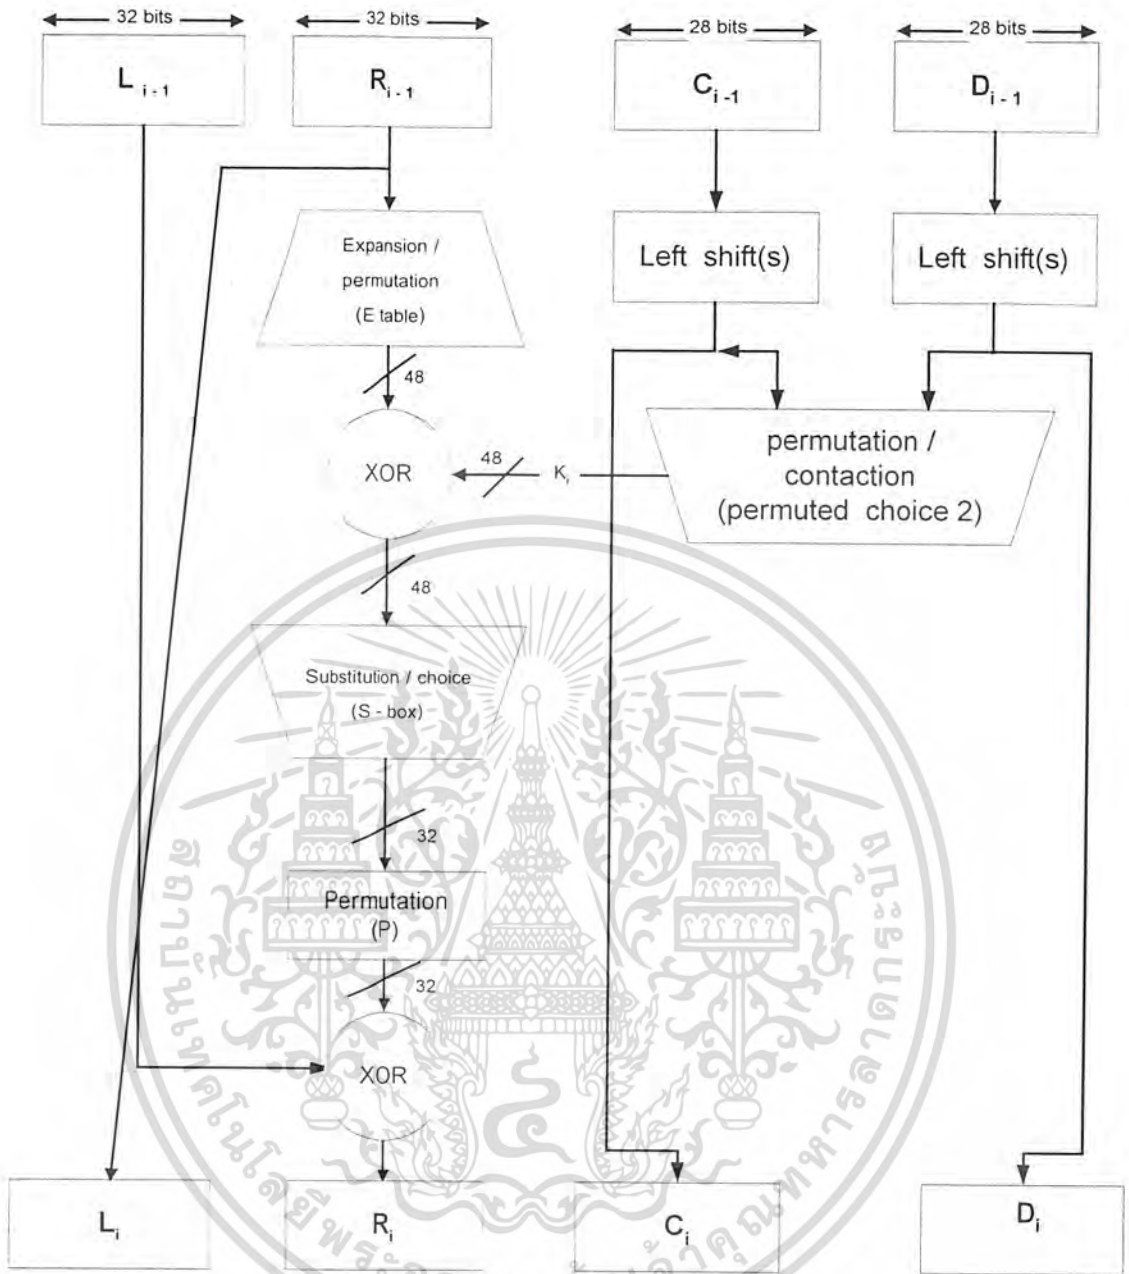 32 bits
32 bits
28 bits
28 bits
L i-1
R i-1
C i-1
D i-1
Expansion /
permutation
(E table)
Left shift(s)
Left shift(s)
48
XOR
48
K i
permutation /
contaction
(permuted choice 2)
48
Substitution / choice
(S - box)
32
Permutation
(P)
32
XOR
L i
R i
C i
D i